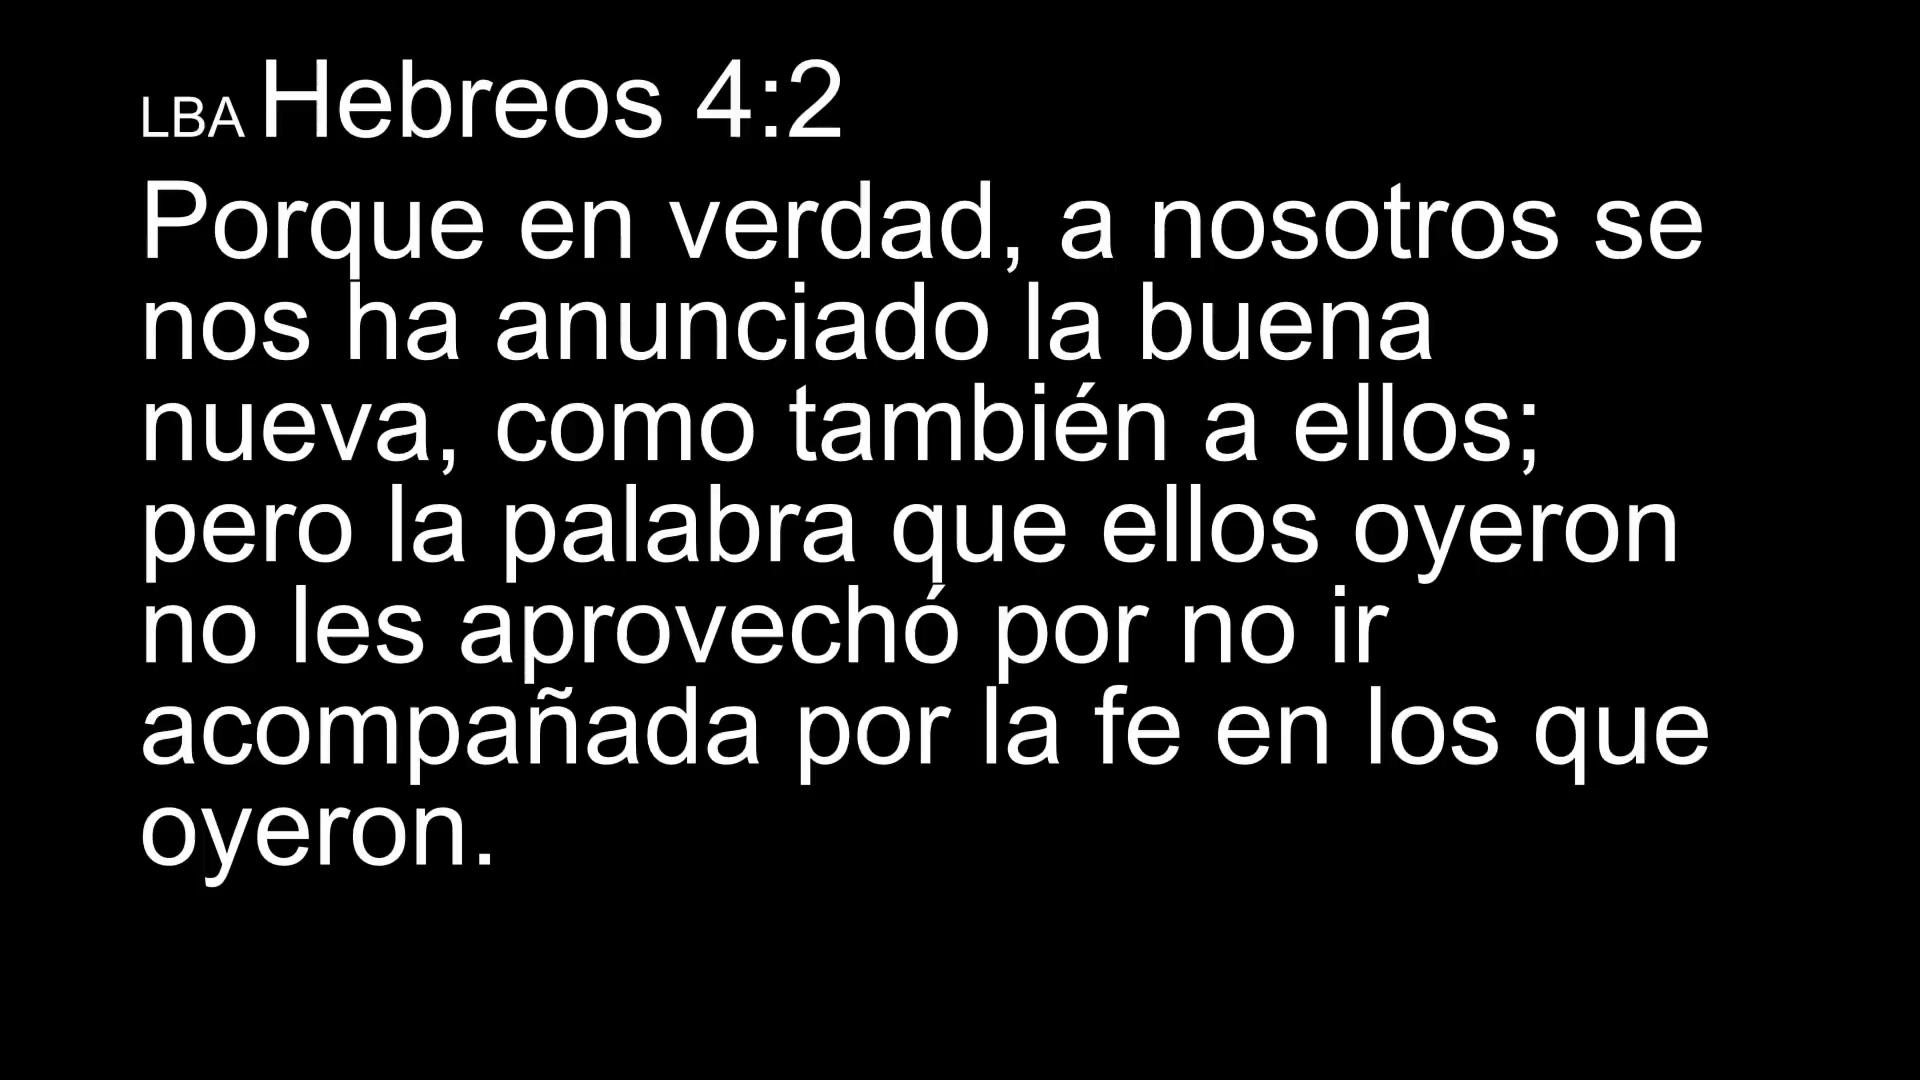 LBA Hebreos 4:2
Porque en verdad, a nosotros se
nos ha anunciado la buena
nueva, como también a ellos;
pero la palabra que ellos oyeron
no les aprovechó por no ir
acompañada por la fe en los que
oyeron.